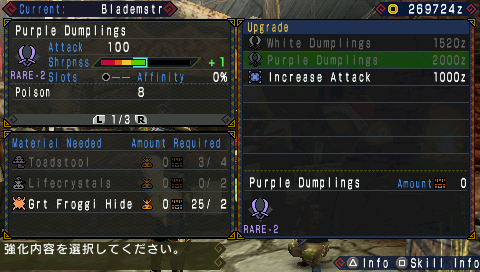 Current: Blademstr
269724z
Purple Dumplings
Attack 100
Shrpnss +1
RARE-2
Slots ---
Affinity 0%
Poison 8
L 1/3 R
Material Needed Amount Required
Toadstool 0 3/ 4
Lifecrystals 0 0/ 2
Grt Froggi Hide 0 25/ 2
Upgrade
White Dumplings 1520z
Purple Dumplings 2000z
Increase Attack 1000z
Purple Dumplings Amount 0
RARE-2
強化内容を選択してください。
Info Skill Info